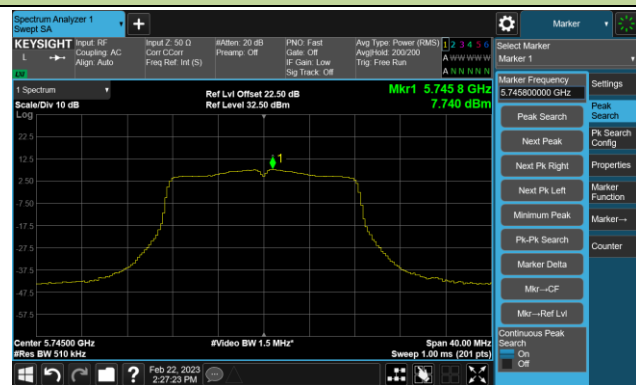 Spectrum Analyzer 1
Swept SA
+
Marker
KEYSIGHT
L
LW
Input: RF
Coupling: AC
Align: Auto
Input Z: 50 Ω
Corr CCorr
Freq Ref: Int (S)
#Atten: 20 dB
Preamp: Off
PNO: Fast
Gate: Off
IF Gain: Low
Sig Track: Off
Avg Type: Power (RMS)
Avg|Hold: 200/200
Trig: Free Run
1 2 3 4 5 6
A W W W W W
A N N N N N
Select Marker
Marker 1
1 Spectrum
Scale/Div 10 dB
Log
Ref Lvl Offset 22.50 dB
Ref Level 32.50 dBm
Mkr1 5.745 8 GHz
7.740 dBm
22.5
12.5
2.50
-7.50
-17.5
-27.5
-37.5
-47.5
-57.5
1
Center 5.74500 GHz
#Res BW 510 kHz
#Video BW 1.5 MHz*
Span 40.00 MHz
Sweep 1.00 ms (201 pts)
Marker Frequency
5.745800000 GHz
Peak Search
Next Peak
Next Pk Right
Next Pk Left
Minimum Peak
Pk-Pk Search
Marker Delta
Mkr→CF
Mkr→Ref Lvl
Continuous Peak
Search
On
Off
Settings
Peak
Search
Pk Search
Config
Properties
Marker
Function
Marker→
Counter
?
Feb 22, 2023
2:27:23 PM